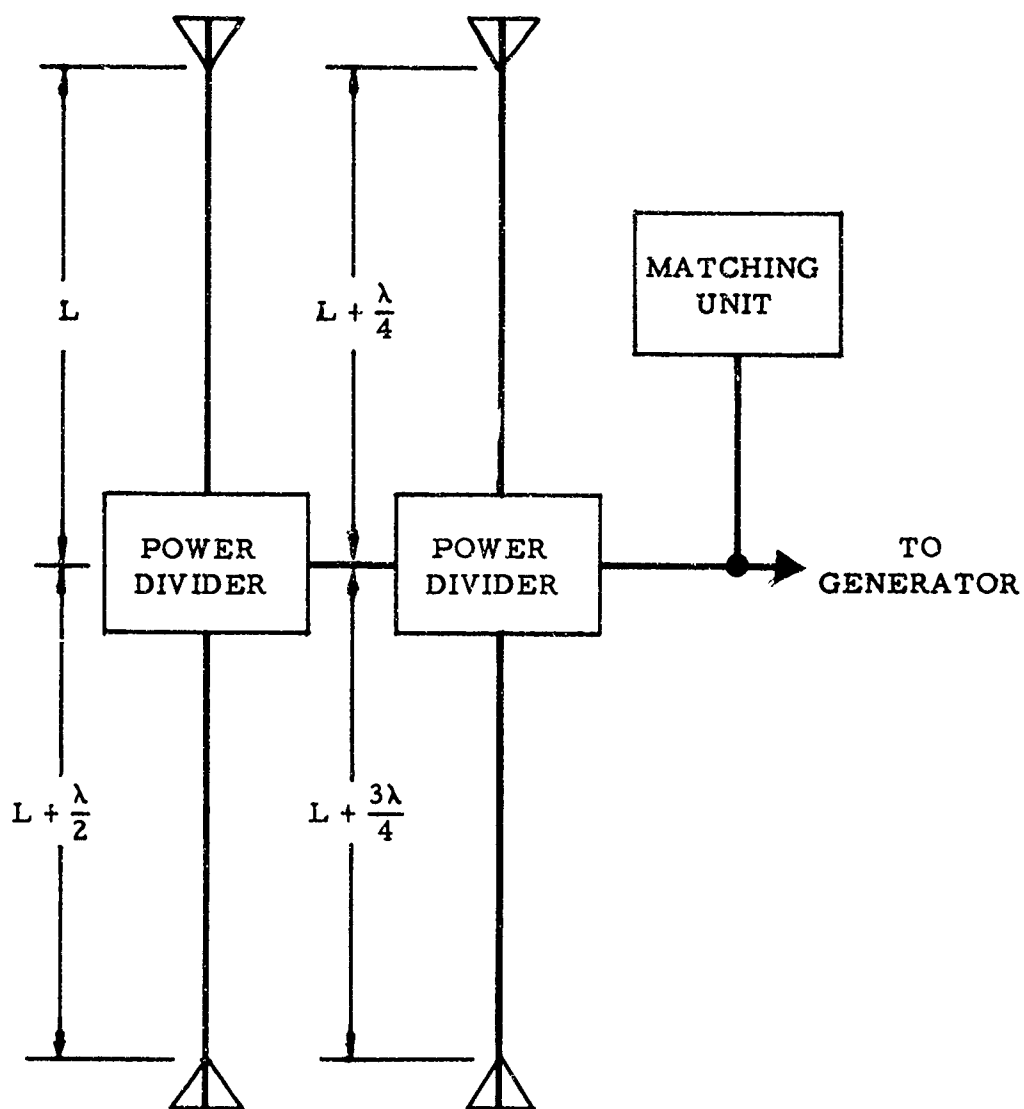 L
L + λ/4
MATCHING
UNIT
POWER
DIVIDER
POWER
DIVIDER
TO
GENERATOR
L + λ/2
L + 3λ/4